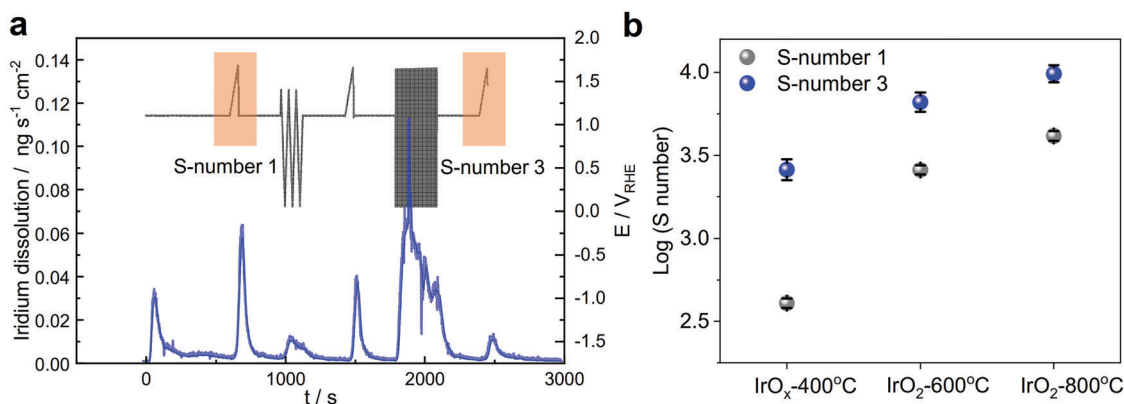 a
Iridium dissolution / ng s⁻¹ cm⁻²
0.15
0.14
0.12
0.10
0.08
0.06
0.04
0.02
0.00
S-number 1
S-number 3
2.0
1.5
1.0
0.5
0.0
-0.5
-1.0
-1.5
E / V_RHE
0
1000
2000
3000
t / s
b
S-number 1
S-number 3
Log (S number)
4.0
3.5
3.0
2.5
IrOₓ-400°C
IrO₂-600°C
IrO₂-800°C